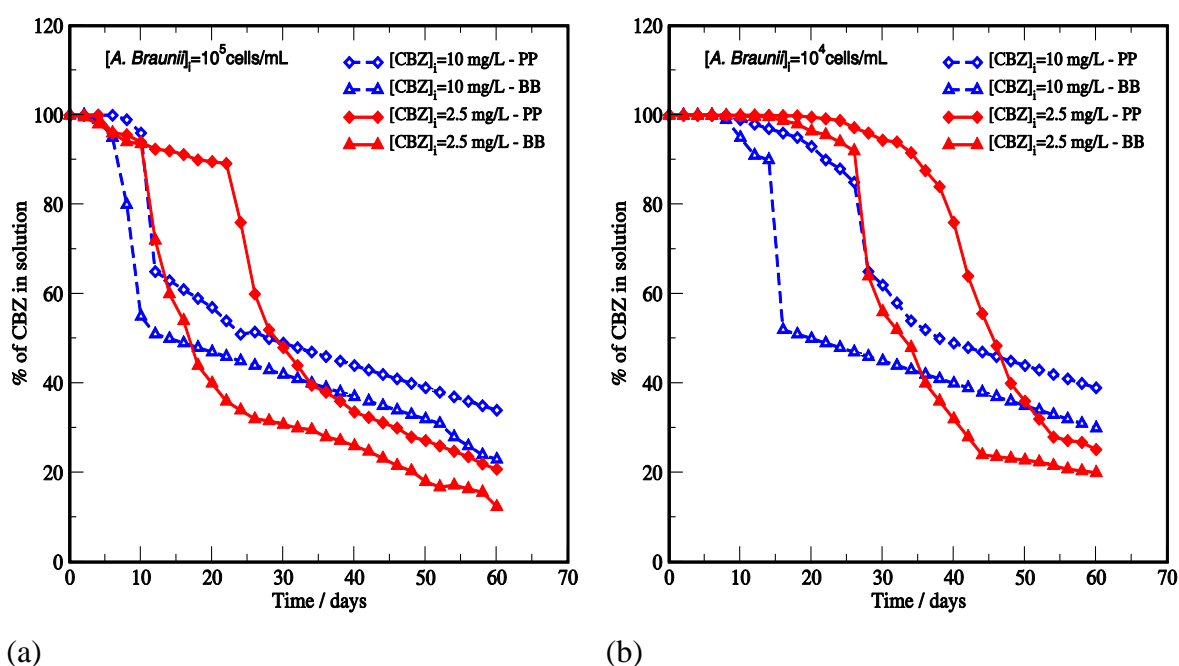 [A. Braunii]i=10^5cells/mL
[CBZ]i=10 mg/L - PP
[CBZ]i=10 mg/L - BB
[CBZ]i=2.5 mg/L - PP
[CBZ]i=2.5 mg/L - BB
120
100
80
60
40
20
0
% of CBZ in solution
0 10 20 30 40 50 60 70
Time / days
(a)
[A. Braunii]i=10^4cells/mL
[CBZ]i=10 mg/L - PP
[CBZ]i=10 mg/L - BB
[CBZ]i=2.5 mg/L - PP
[CBZ]i=2.5 mg/L - BB
120
100
80
60
40
20
0
% of CBZ in solution
0 10 20 30 40 50 60 70
Time / days
(b)